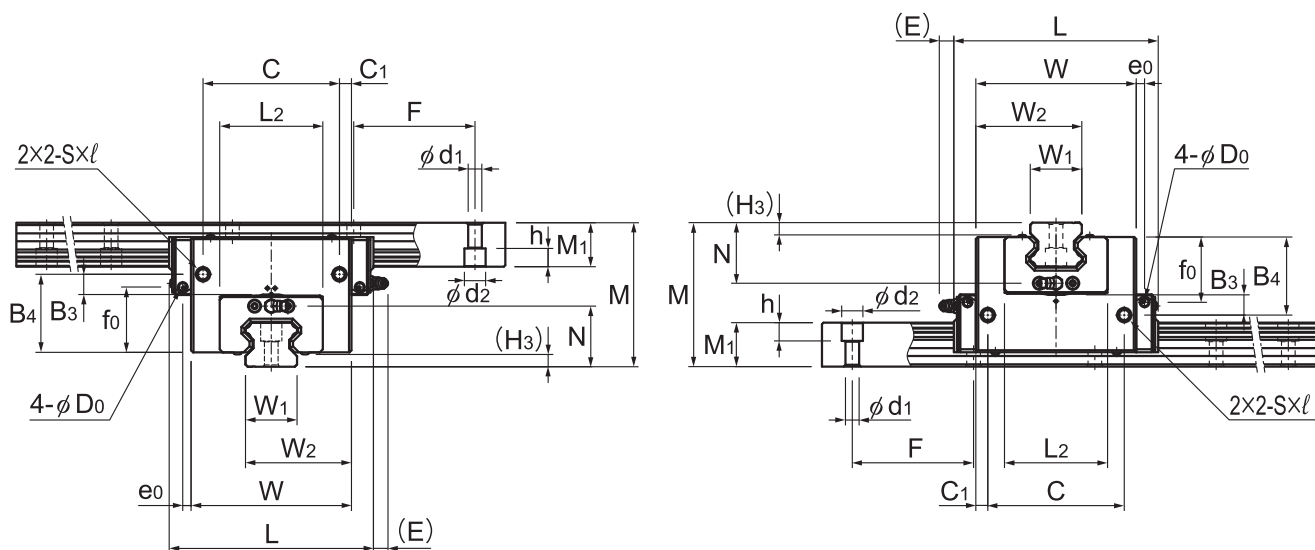 C
C1
L2
F
2×2-S×ℓ
φd1
h
M1
φd2
M
B4
B3
f0
N
(H3)
4-φD0
W1
W2
e0
W
L
(E)
(E)
L
W
e0
W2
W1
4-φD0
(H3)
N
M
f0
B3
B4
h
φd2
M1
φd1
2×2-S×ℓ
F
L2
C1
C